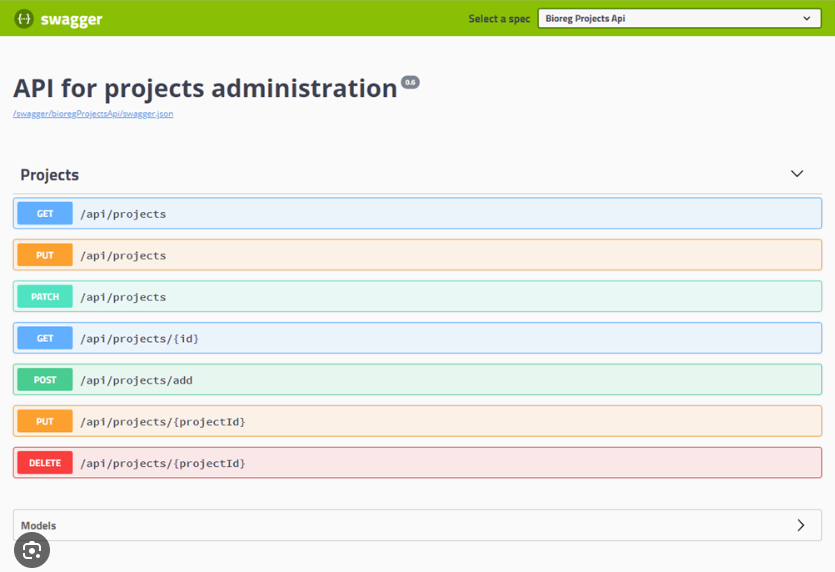 swagger
Select a spec
Bioreg Projects Api
API for projects administration 0.6
/swagger/bioregProjectsApi/swagger.json
Projects
GET /api/projects
PUT /api/projects
PATCH /api/projects
GET /api/projects/{id}
POST /api/projects/add
PUT /api/projects/{projectId}
DELETE /api/projects/{projectId}
Models